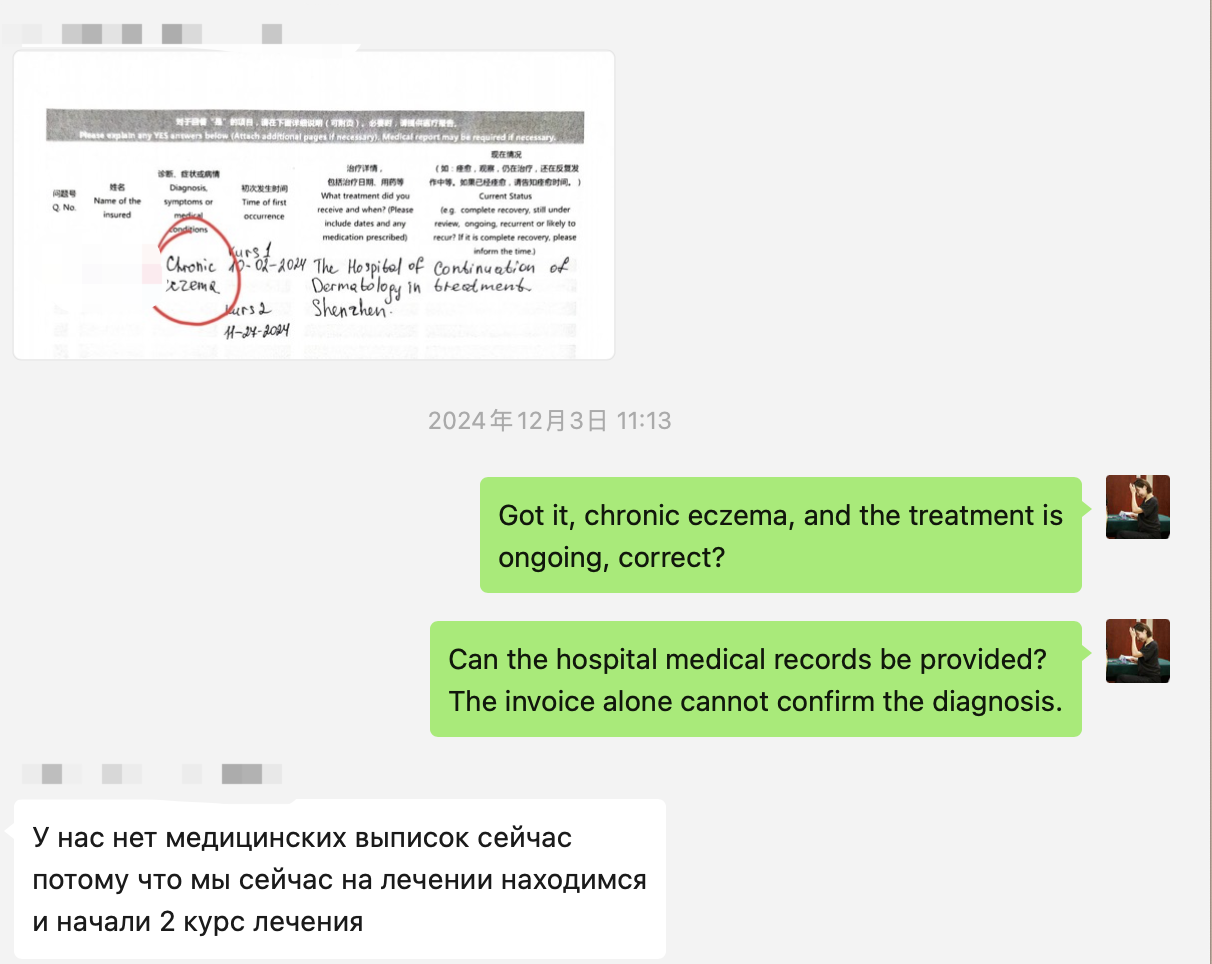 对于回答“是”的项目，请在下面详细说明（可附页）。必要时，请提供医疗报告。
Please explain any YES answers below (Attach additional pages if necessary). Medical report may be required if necessary.
问题号
Q. No.
姓名
Name of the
insured
诊断、症状或病情
Diagnosis,
symptoms or
medical
conditions
初次发生时间
Time of first
occurrence
治疗详情，
包括治疗日期、用药等
What treatment did you
receive and when? (Please
include dates and any
medication prescribed)
现在情况
（如：痊愈，观察，仍在治疗，还在反复发
作中等。如果已经痊愈，请告知痊愈时间。）
Current Status
(e.g. complete recovery, still under
review, ongoing, recurrent or likely to
recur? If it is complete recovery, please
inform the time.)
Chronic
eczema
Kurs 1
10-02-2024
Kurs 2
11-27-2024
The Hospital of
Dermatology in
Shenzhen.
Continuation of
treatment
2024年12月3日 11:13
Got it, chronic eczema, and the treatment is
ongoing, correct?
Can the hospital medical records be provided?
The invoice alone cannot confirm the diagnosis.
У нас нет медицинских выписок сейчас
потому что мы сейчас на лечении находимся
и начали 2 курс лечения